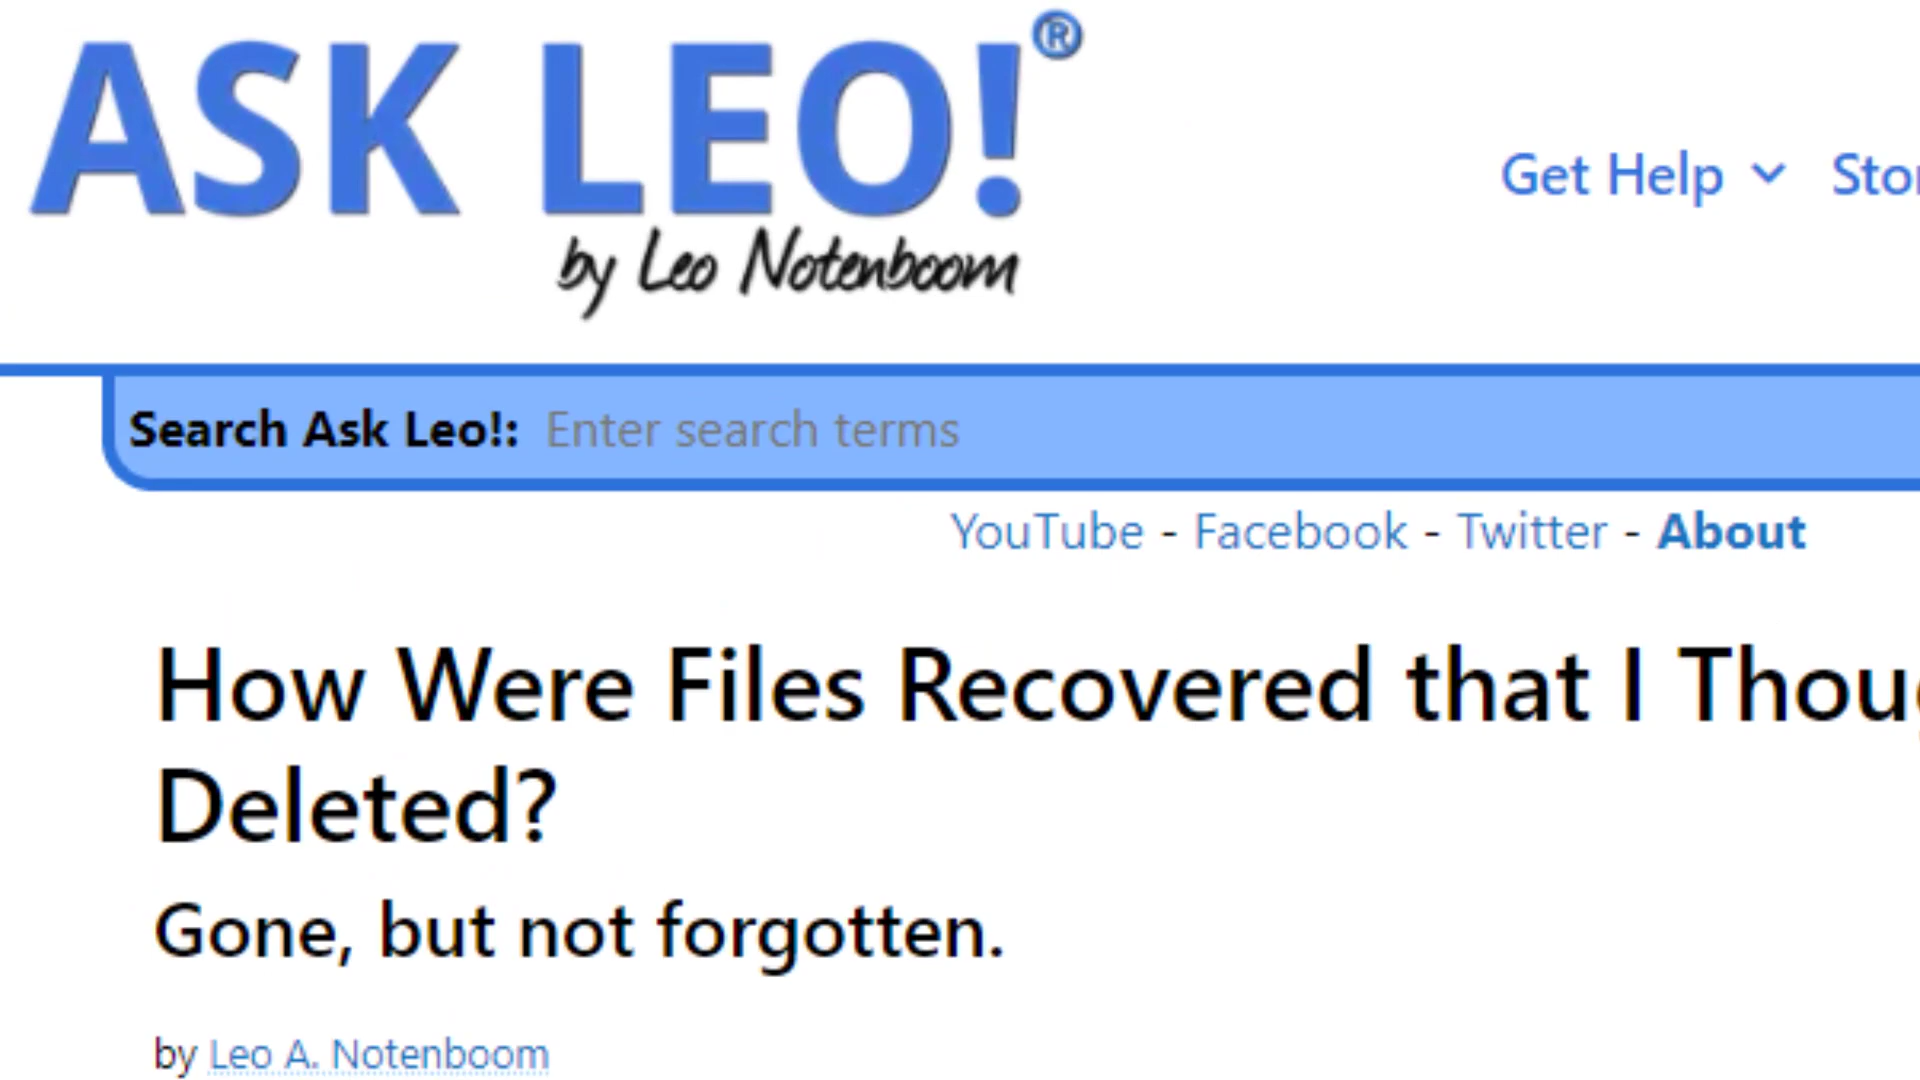 ASK LEO!®
by Leo Notenboom
Get Help
Search Ask Leo!: Enter search terms
YouTube - Facebook - Twitter - About
How Were Files Recovered that I
Deleted?
Gone, but not forgotten.
by Leo A. Notenboom